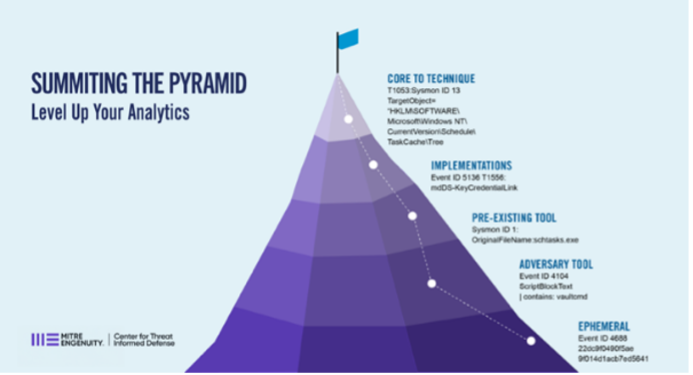 SUMMITING THE PYRAMID
Level Up Your Analytics
CORE TO TECHNIQUE
T1053:Sysmon ID 13
TargetObject=
"HKLM\SOFTWARE\
Microsoft\Windows NT\
CurrentVersion\Schedule\
TaskCache\Tree
IMPLEMENTATIONS
Event ID 5136 T1556:
mdDS-KeyCredentialLink
PRE-EXISTING TOOL
Sysmon ID 1:
OriginalFileName:schtasks.exe
ADVERSARY TOOL
Event ID 4104
ScriptBlockText
| contains: vaultcmd
EPHEMERAL
Event ID 4688
22dc9f0490f5ae
9f014d1acb7ed5641
MITRE
ENGENUITY.
Center for Threat
Informed Defense